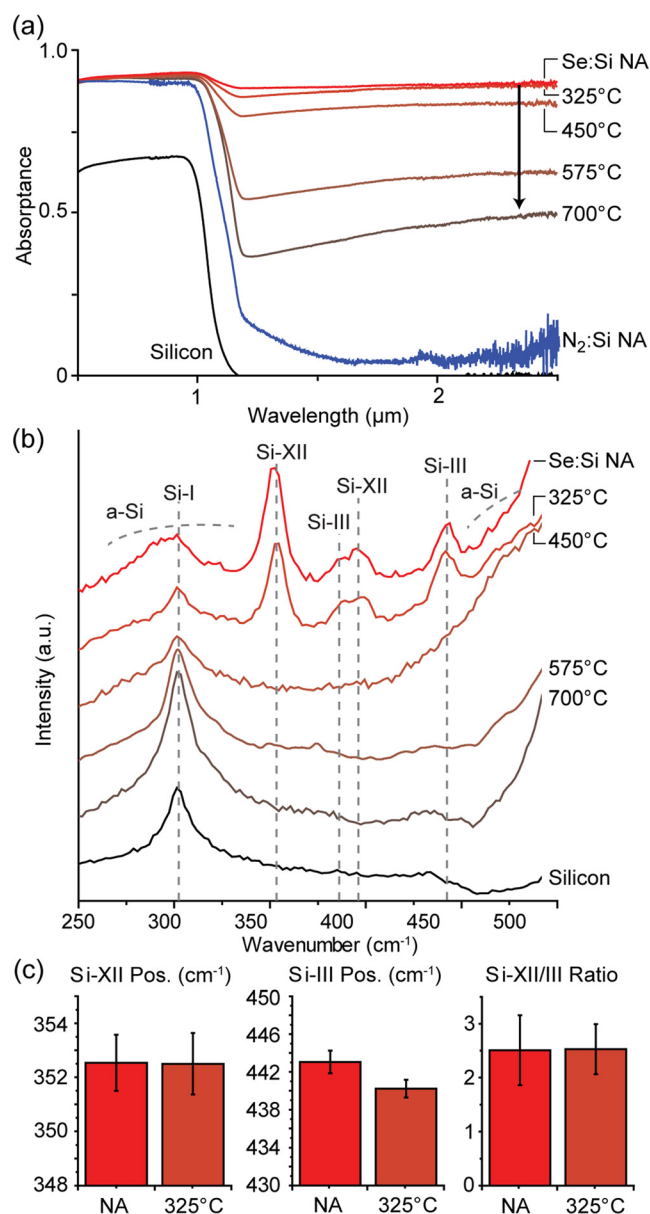 (a)
1.0
0.5
0
Absorptance
Se:Si NA
325°C
450°C
575°C
700°C
N₂:Si NA
Silicon
1
2
Wavelength (µm)
(b)
Se:Si NA
325°C
450°C
575°C
700°C
Silicon
a-Si
Si-I
Si-XII
Si-III
Si-XII
Si-III
a-Si
Intensity (a.u.)
250
300
350
400
450
500
Wavenumber (cm⁻¹)
(c)
Si-XII Pos. (cm⁻¹)
354
352
350
348
NA
325°C
Si-III Pos. (cm⁻¹)
450
444
442
440
430
NA
325°C
Si-XII/III Ratio
3
2
1
0
NA
325°C